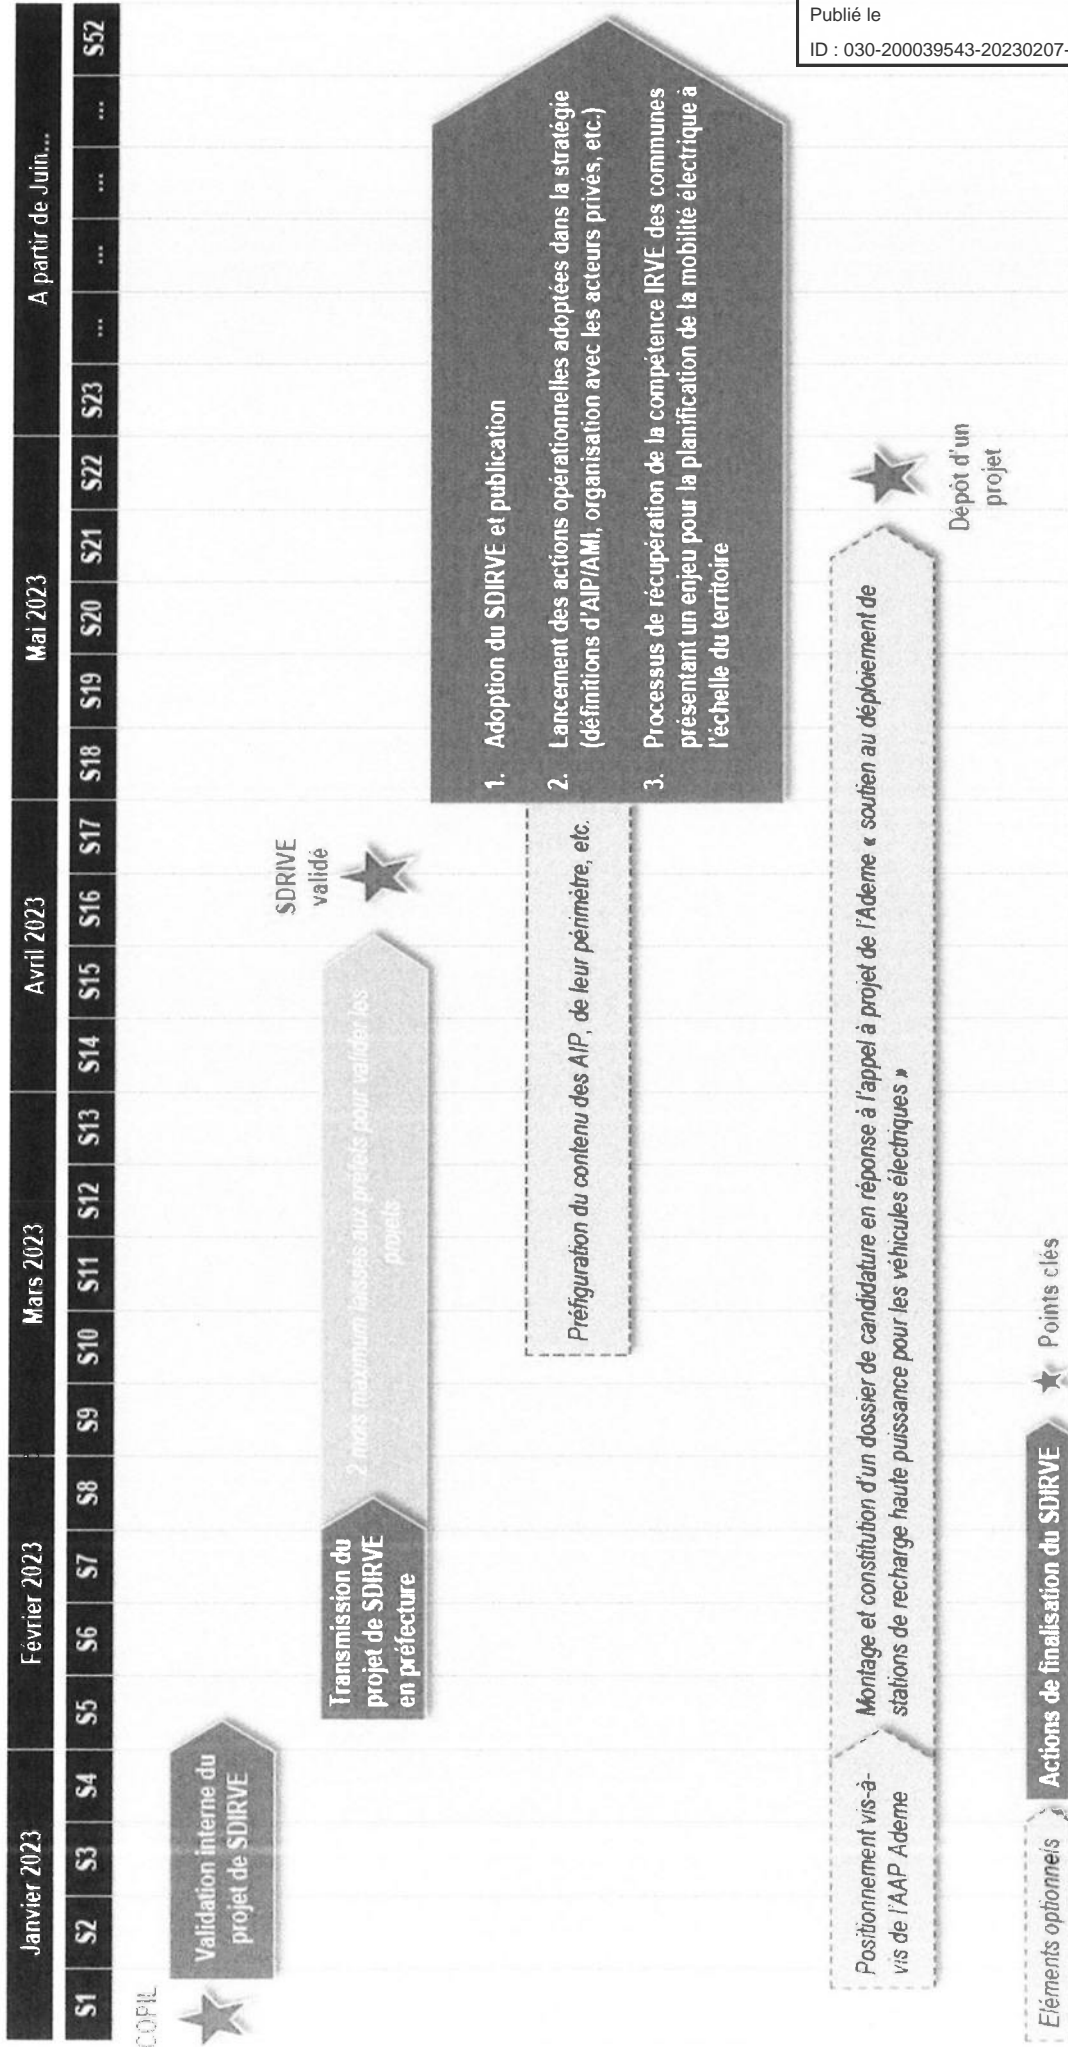 Publié le
ID : 030-200039543-20230207-
Janvier 2023
Février 2023
Mars 2023
Avril 2023
Mai 2023
A partir de Juin...
S1 S2 S3 S4 S5 S6 S7 S8 S9 S10 S11 S12 S13 S14 S15 S16 S17 S18 S19 S20 S21 S22 S23 ... ... ... ... S52
COPIL
Validation interne du
projet de SDIRVE
SDRIVE
validé
Transmission du
projet de SDIRVE
en préfecture
2 mois maximum laissés aux préfets pour valider les
projets
1. Adoption du SDIRVE et publication
2. Lancement des actions opérationnelles adoptées dans la stratégie
(définitions d'AIP/AMI, organisation avec les acteurs privés, etc.)
3. Processus de récupération de la compétence IRVE des communes
présentant un enjeu pour la planification de la mobilité électrique à
l'échelle du territoire
Préfiguration du contenu des AIP, de leur périmètre, etc.
Positionnement vis-à-
vis de l'AAP Ademe
Montage et constitution d'un dossier de candidature en réponse à l'appel à projet de l'Ademe « soutien au déploiement de
stations de recharge haute puissance pour les véhicules électriques »
Dépôt d'un
projet
Eléments optionnels
Actions de finalisation du SDIRVE
Points clés